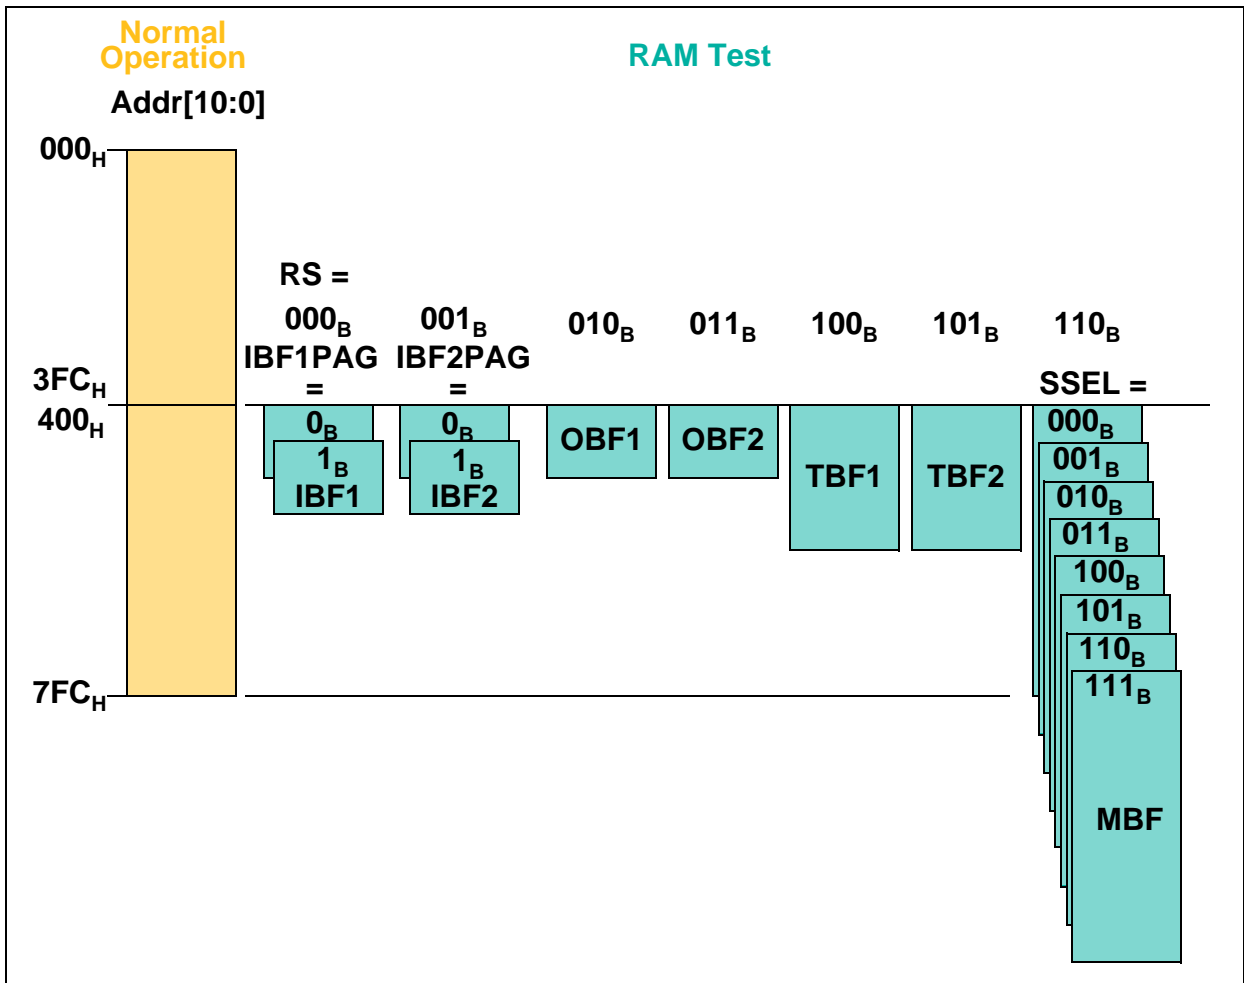 Normal
Operation
RAM Test
Addr[10:0]
000H
RS =
000B 001B 010B 011B 100B 101B 110B
IBF1PAG IBF2PAG
= =
SSEL =
3FCH
400H
0B
1B
IBF1
0B
1B
IBF2
OBF1
OBF2
TBF1
TBF2
000B
001B
010B
011B
100B
101B
110B
111B
MBF
7FCH